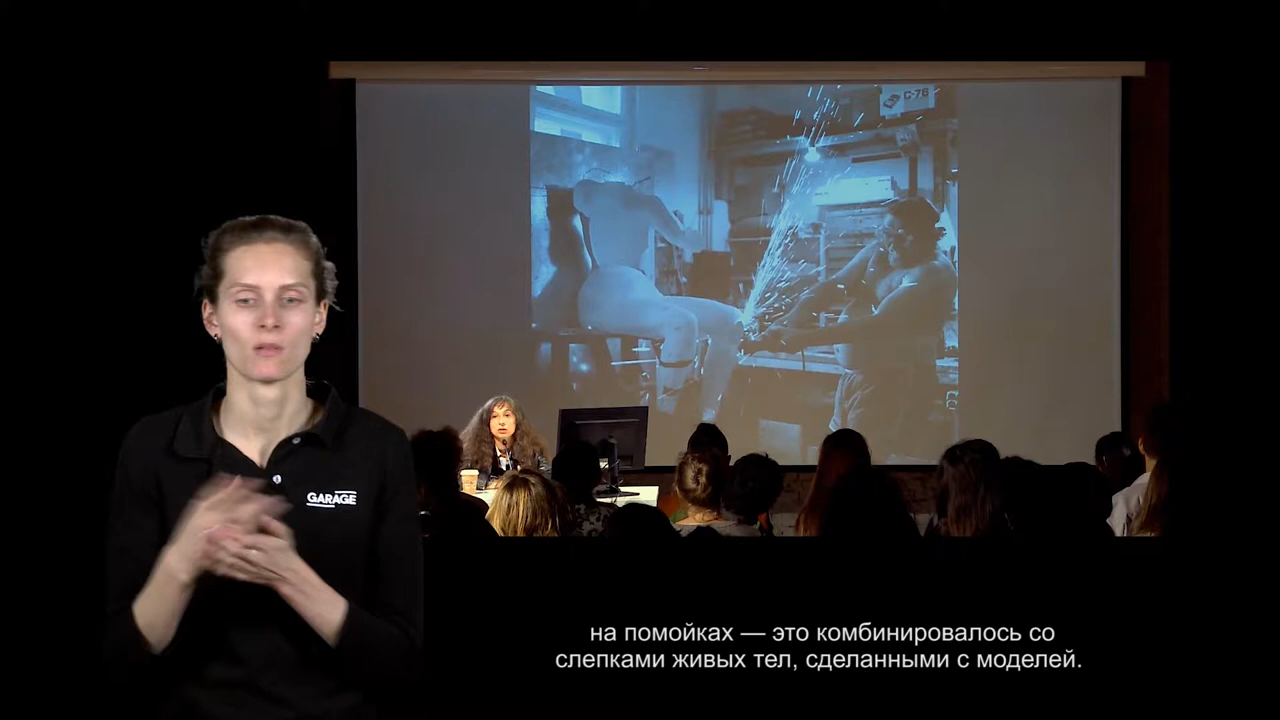 C-76
GARAGE
на помойках — это комбинировалось со
слепками живых тел, сделанными с моделей.